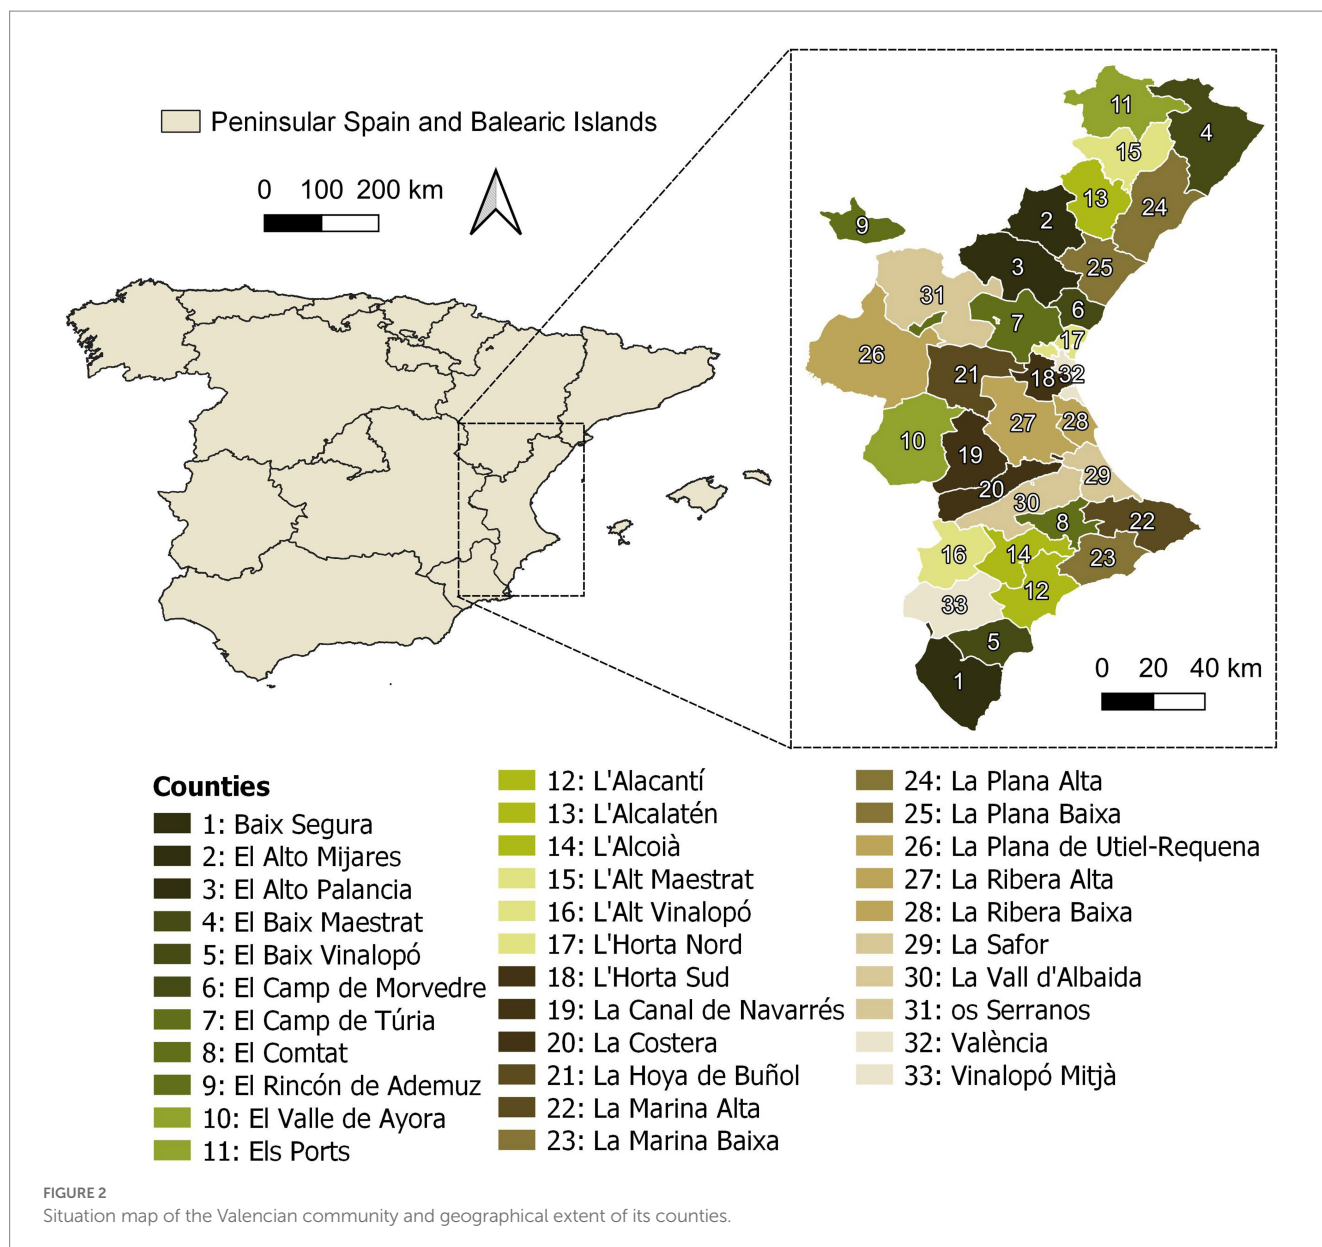 Peninsular Spain and Balearic Islands
0 100 200 km
11
4
15
13
24
2
9
3
25
31
6
7
17
26
21
18
32
27
28
10
19
29
20
30
8
22
16
14
23
12
33
5
1
0 20 40 km
Counties
1: Baix Segura
2: El Alto Mijares
3: El Alto Palancia
4: El Baix Maestrat
5: El Baix Vinalopó
6: El Camp de Morvedre
7: El Camp de Túria
8: El Comtat
9: El Rincón de Ademuz
10: El Valle de Ayora
11: Els Ports
12: L'Alacantí
13: L'Alcalatén
14: L'Alcoià
15: L'Alt Maestrat
16: L'Alt Vinalopó
17: L'Horta Nord
18: L'Horta Sud
19: La Canal de Navarrés
20: La Costera
21: La Hoya de Buñol
22: La Marina Alta
23: La Marina Baixa
24: La Plana Alta
25: La Plana Baixa
26: La Plana de Utiel-Requena
27: La Ribera Alta
28: La Ribera Baixa
29: La Safor
30: La Vall d'Albaida
31: os Serranos
32: València
33: Vinalopó Mitjà
FIGURE 2
Situation map of the Valencian community and geographical extent of its counties.